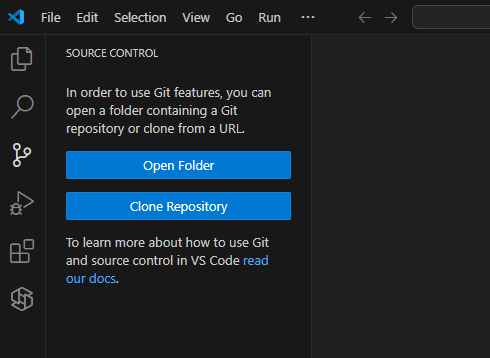 File Edit Selection View Go Run ···
SOURCE CONTROL
In order to use Git features, you can
open a folder containing a Git
repository or clone from a URL.
Open Folder
Clone Repository
To learn more about how to use Git
and source control in VS Code read
our docs.